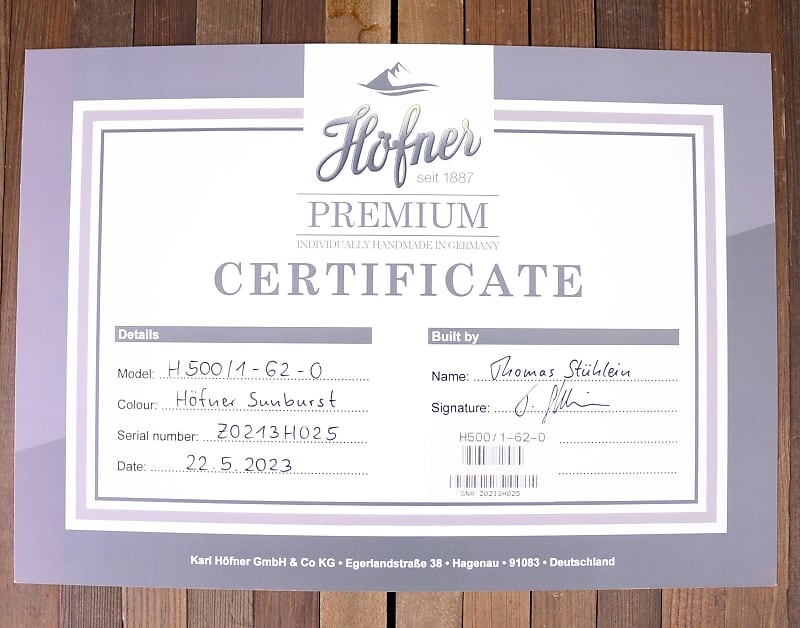 Höfner
seit 1887
PREMIUM
INDIVIDUALLY HANDMADE IN GERMANY
CERTIFICATE
Details
Model: H500/1-62-0
Colour: Höfner Sunburst
Serial number: Z0213H025
Date: 22.5.2023
Built by
Name: Thomas Stühlein
Signature:
H500/1-62-0
SN# Z0213H025
Karl Höfner GmbH & Co KG • Egerlandstraße 38 • Hagenau • 91083 • Deutschland